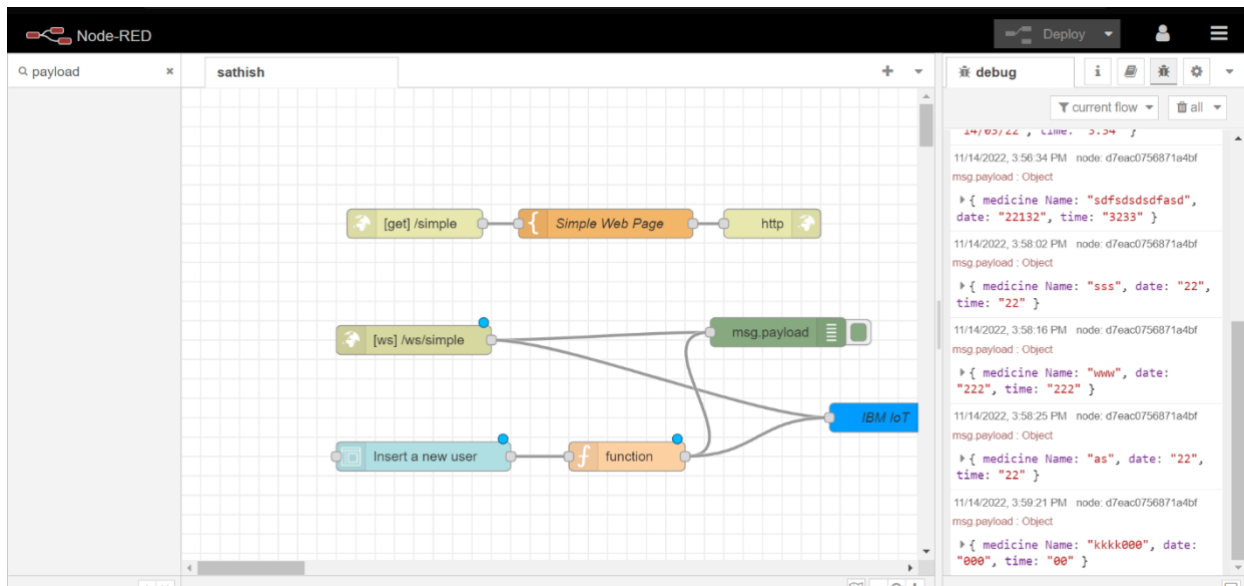 Node-RED
Deploy
payload
sathish
debug
current flow
all
14/03/22", time: "3.34" }
11/14/2022, 3:56:34 PM node: d7eac0756871a4bf
msg.payload : Object
{ medicine Name: "sdfsdsdsdfasd",
date: "22132", time: "3233" }
11/14/2022, 3:58:02 PM node: d7eac0756871a4bf
msg.payload : Object
{ medicine Name: "sss", date: "22",
time: "22" }
11/14/2022, 3:58:16 PM node: d7eac0756871a4bf
msg.payload : Object
{ medicine Name: "www", date:
"222", time: "222" }
11/14/2022, 3:58:25 PM node: d7eac0756871a4bf
msg.payload : Object
{ medicine Name: "as", date: "22",
time: "22" }
11/14/2022, 3:59:21 PM node: d7eac0756871a4bf
msg.payload : Object
{ medicine Name: "kkkk000", date:
"000", time: "00" }
[get] /simple
Simple Web Page
http
[ws] /ws/simple
msg.payload
IBM IoT
Insert a new user
function